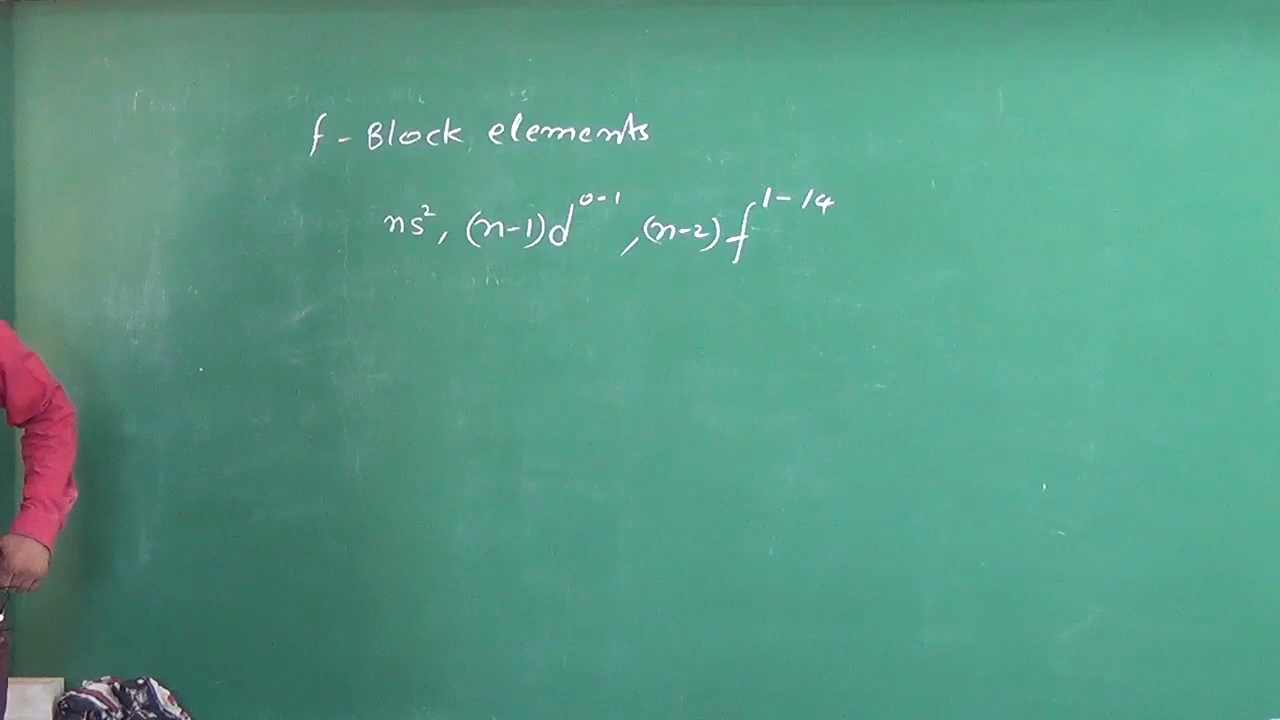 f - Block elements
ns², (n-1)d⁰⁻¹, (n-2)f¹⁻¹⁴